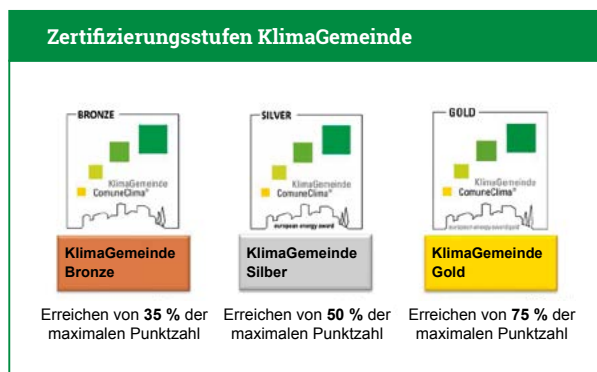 Zertifizierungsstufen KlimaGemeinde
BRONZE
KlimaGemeinde
ComuneClima®
KlimaGemeinde
Bronze
Erreichen von 35 % der
maximalen Punktzahl
SILVER
KlimaGemeinde
ComuneClima®
european energy award
KlimaGemeinde
Silber
Erreichen von 50 % der
maximalen Punktzahl
GOLD
KlimaGemeinde
ComuneClima®
european energy award gold
KlimaGemeinde
Gold
Erreichen von 75 % der
maximalen Punktzahl